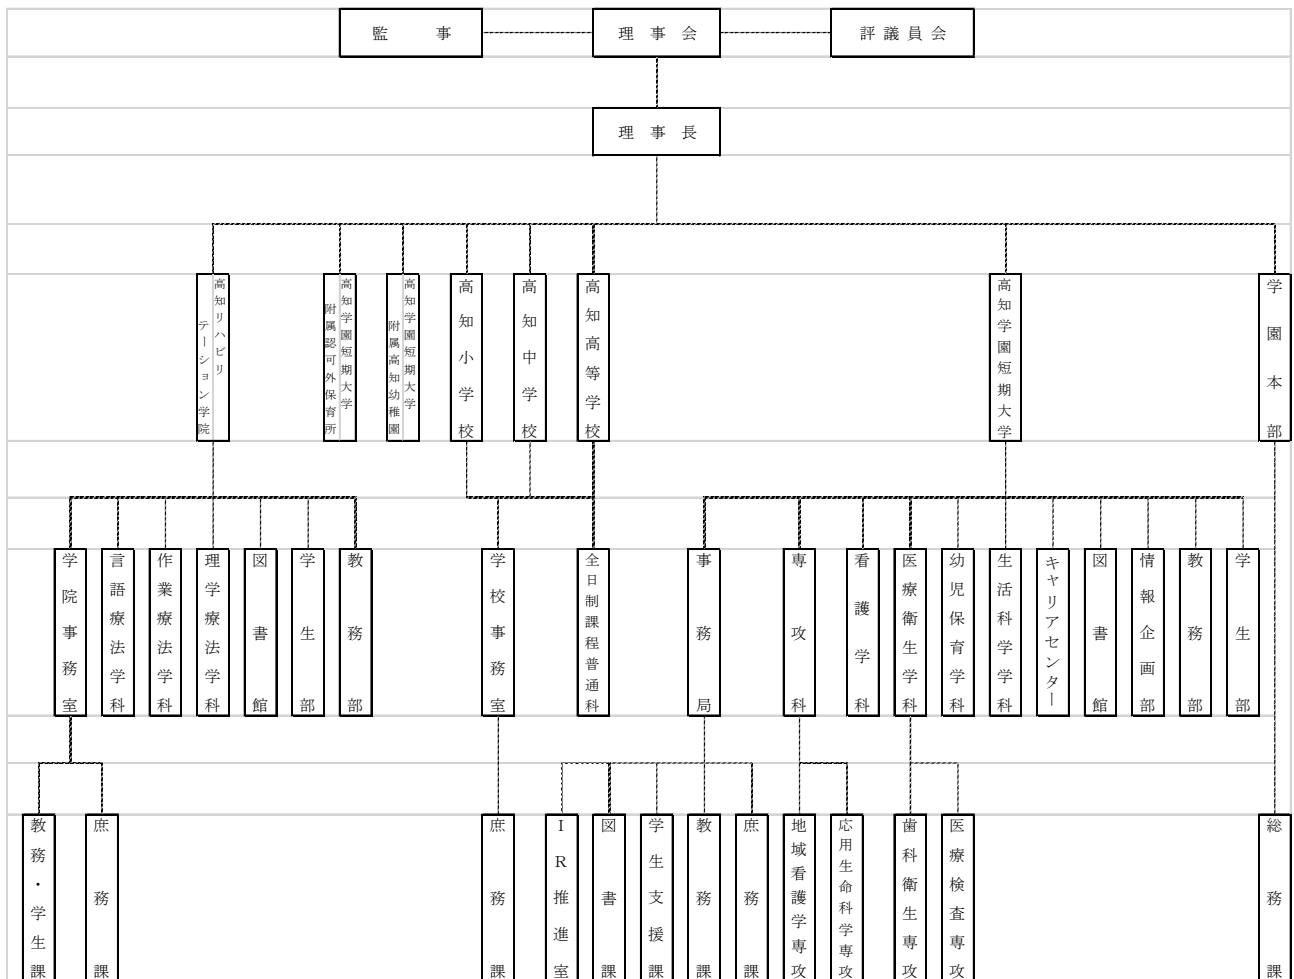 監事
理事会
評議員会
理事長
高知リハビリ
テーション学院
高知学園短期大学
附属認可外保育所
高知学園短期大学
附属高知幼稚園
高知小学校
高知中学校
高知高等学校
高知学園短期大学
学園本部
学院事務室
言語療法学科
作業療法学科
理学療法学科
図書館
学生部
教務部
学校事務室
全日制課程普通科
事務局
専攻科
看護学科
医療衛生学科
幼児保育学科
生活科学学科
キャリアセンター
図書館
情報企画部
教務部
学生部
教務・学生課
庶務課
庶務課
IR推進室
図書課
学生支援課
教務課
庶務課
地域看護学専攻
応用生命科学専攻
歯科衛生専攻
医療検査専攻
総務課